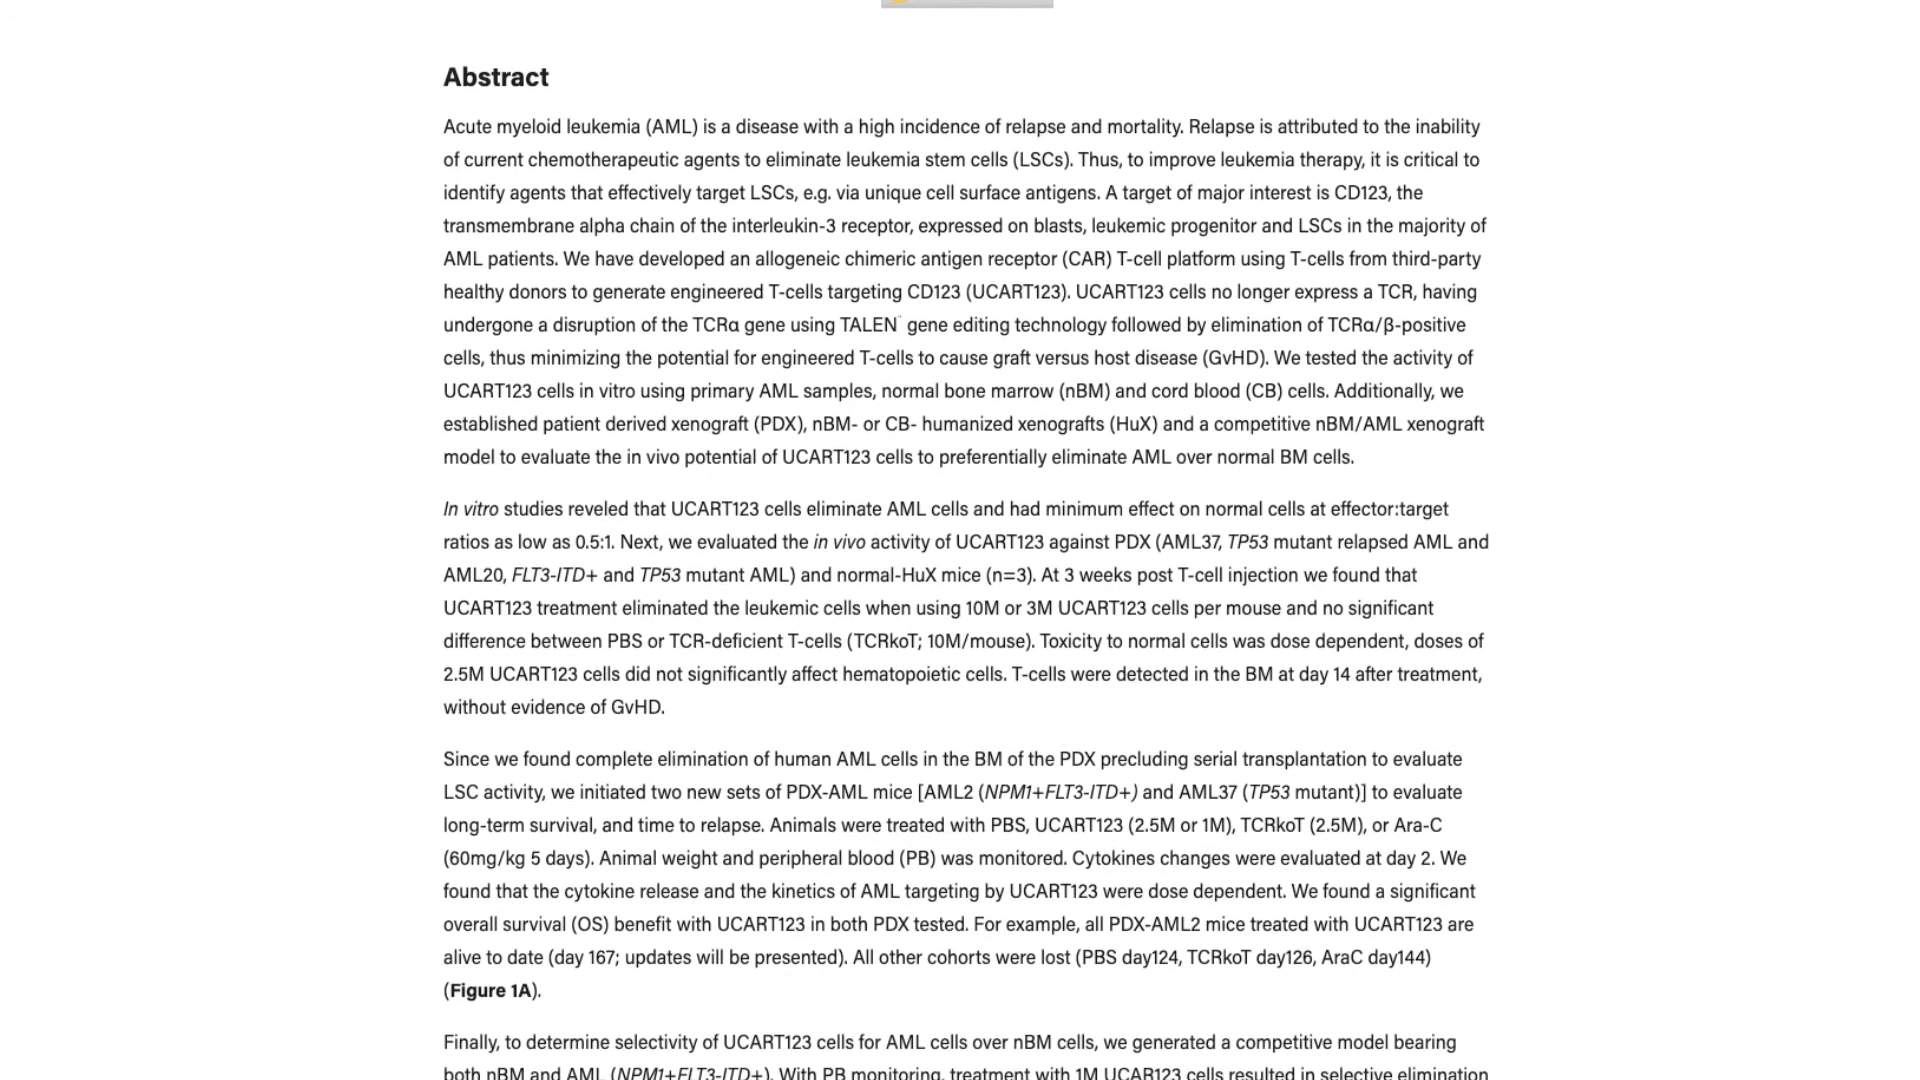 Abstract
Acute myeloid leukemia (AML) is a disease with a high incidence of relapse and mortality. Relapse is attributed to the inability
of current chemotherapeutic agents to eliminate leukemia stem cells (LSCs). Thus, to improve leukemia therapy, it is critical to
identify agents that effectively target LSCs, e.g. via unique cell surface antigens. A target of major interest is CD123, the
transmembrane alpha chain of the interleukin-3 receptor, expressed on blasts, leukemic progenitor and LSCs in the majority of
AML patients. We have developed an allogeneic chimeric antigen receptor (CAR) T-cell platform using T-cells from third-party
healthy donors to generate engineered T-cells targeting CD123 (UCART123). UCART123 cells no longer express a TCR, having
undergone a disruption of the TCRα gene using TALEN¨ gene editing technology followed by elimination of TCRα/β-positive
cells, thus minimizing the potential for engineered T-cells to cause graft versus host disease (GvHD). We tested the activity of
UCART123 cells in vitro using primary AML samples, normal bone marrow (nBM) and cord blood (CB) cells. Additionally, we
established patient derived xenograft (PDX), nBM- or CB- humanized xenografts (HuX) and a competitive nBM/AML xenograft
model to evaluate the in vivo potential of UCART123 cells to preferentially eliminate AML over normal BM cells.
In vitro studies reveled that UCART123 cells eliminate AML cells and had minimum effect on normal cells at effector:target
ratios as low as 0.5:1. Next, we evaluated the in vivo activity of UCART123 against PDX (AML37, TP53 mutant relapsed AML and
AML20, FLT3-ITD+ and TP53 mutant AML) and normal-HuX mice (n=3). At 3 weeks post T-cell injection we found that
UCART123 treatment eliminated the leukemic cells when using 10M or 3M UCART123 cells per mouse and no significant
difference between PBS or TCR-deficient T-cells (TCRkoT; 10M/mouse). Toxicity to normal cells was dose dependent, doses of
2.5M UCART123 cells did not significantly affect hematopoietic cells. T-cells were detected in the BM at day 14 after treatment,
without evidence of GvHD.
Since we found complete elimination of human AML cells in the BM of the PDX precluding serial transplantation to evaluate
LSC activity, we initiated two new sets of PDX-AML mice [AML2 (NPM1+FLT3-ITD+) and AML37 (TP53 mutant)] to evaluate
long-term survival, and time to relapse. Animals were treated with PBS, UCART123 (2.5M or 1M), TCRkoT (2.5M), or Ara-C
(60mg/kg 5 days). Animal weight and peripheral blood (PB) was monitored. Cytokines changes were evaluated at day 2. We
found that the cytokine release and the kinetics of AML targeting by UCART123 were dose dependent. We found a significant
overall survival (OS) benefit with UCART123 in both PDX tested. For example, all PDX-AML2 mice treated with UCART123 are
alive to date (day 167; updates will be presented). All other cohorts were lost (PBS day124, TCRkoT day126, AraC day144)
(Figure 1A).
Finally, to determine selectivity of UCART123 cells for AML cells over nBM cells, we generated a competitive model bearing
both nBM and AML (NPM1+FLT3-ITD+). With PB monitoring, treatment with 1M UCAR123 cells resulted in selective elimination